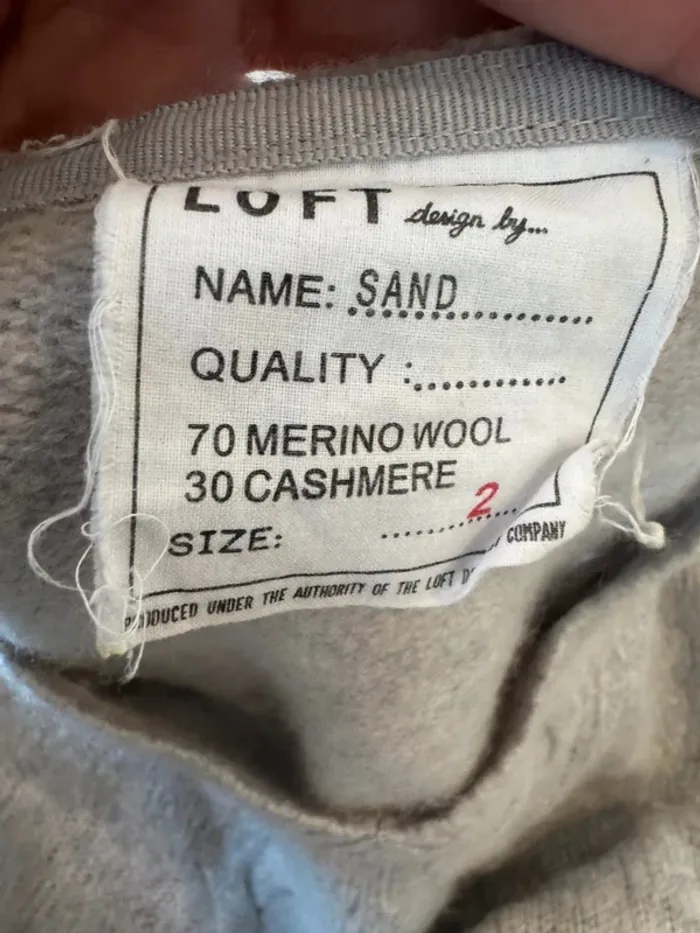 LOFT design by...
NAME: SAND
QUALITY :.............
70 MERINO WOOL
30 CASHMERE
SIZE: 2
PRODUCED UNDER THE AUTHORITY OF THE LOFT COMPANY